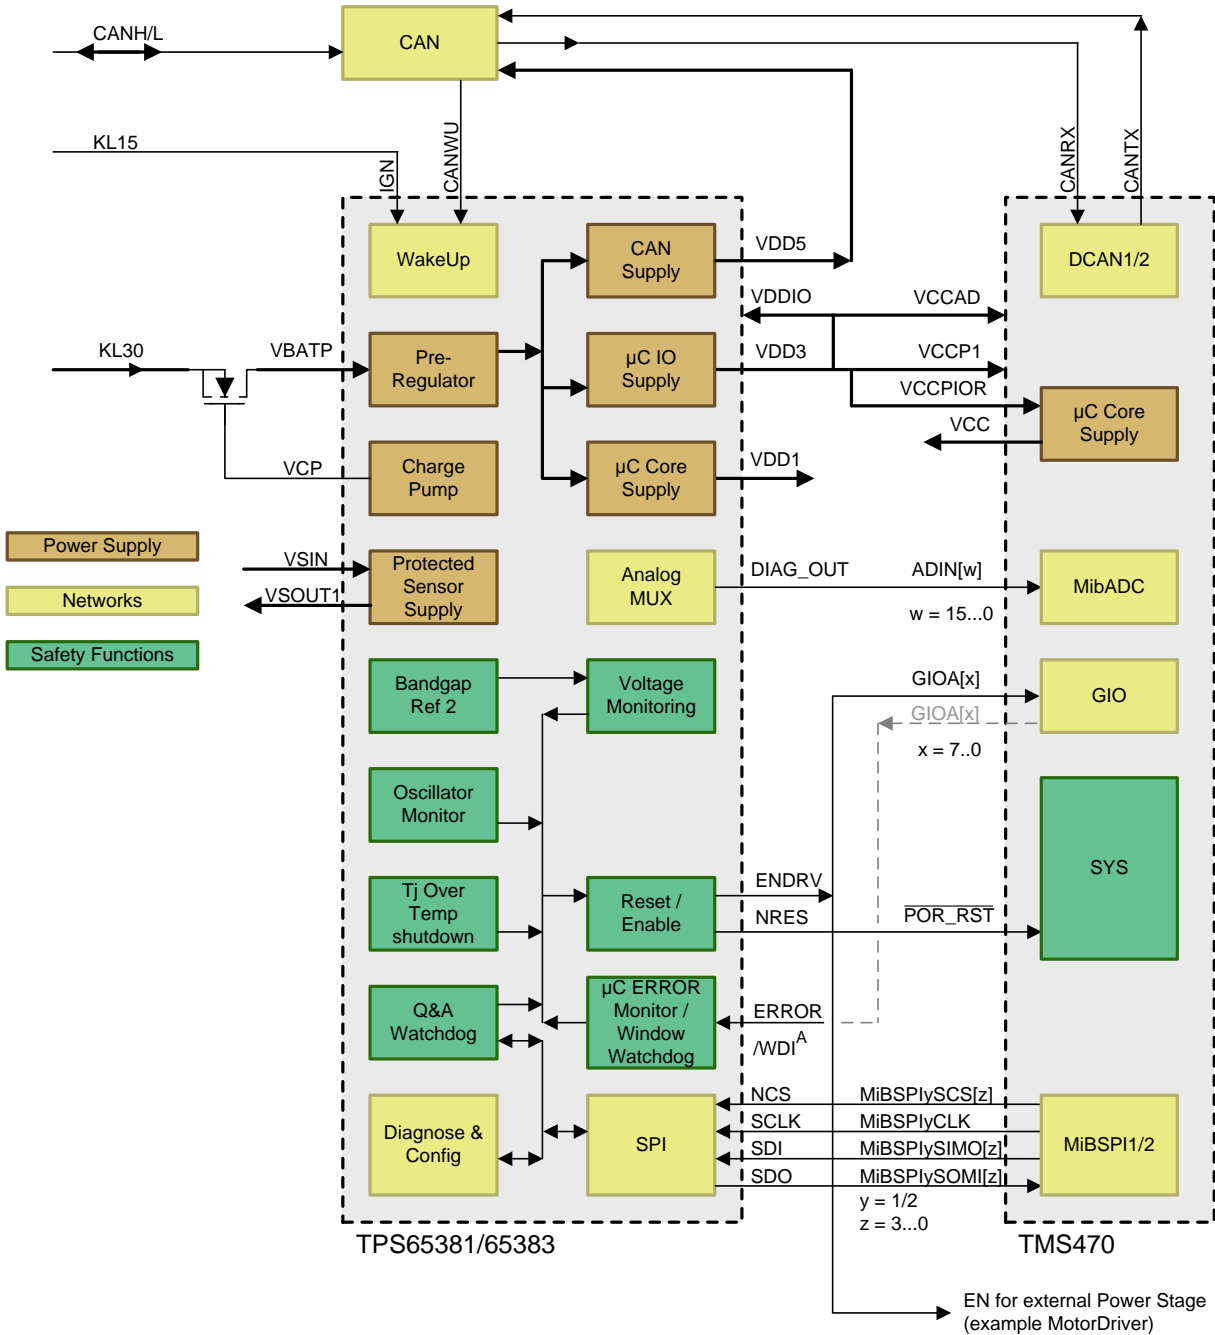 CANH/L
CAN
KL15
IGN
CANWU
CANRX
CANTX
WakeUp
CAN
Supply
VDD5
DCAN1/2
VDDIO
VCCAD
KL30
VBATP
Pre-
Regulator
µC IO
Supply
VDD3
VCCP1
VCCPIOR
VCC
µC Core
Supply
VCP
Charge
Pump
µC Core
Supply
VDD1
Power Supply
Networks
Safety Functions
VSIN
VSOUT1
Protected
Sensor
Supply
Analog
MUX
DIAG_OUT
ADIN[w]
w = 15...0
MibADC
Bandgap
Ref 2
Voltage
Monitoring
GIOA[x]
GIOA[x]
x = 7..0
GIO
Oscillator
Monitor
SYS
Tj Over
Temp
shutdown
Reset /
Enable
ENDRV
NRES
POR_RST
Q&A
Watchdog
µC ERROR
Monitor /
Window
Watchdog
ERROR
/WDI^A
Diagnose &
Config
SPI
NCS
SCLK
SDI
SDO
MiBSPIySCS[z]
MiBSPIyCLK
MiBSPIySIMO[z]
MiBSPIySOMI[z]
y = 1/2
z = 3...0
MiBSPI1/2
TPS65381/65383
TMS470
EN for external Power Stage
(example MotorDriver)